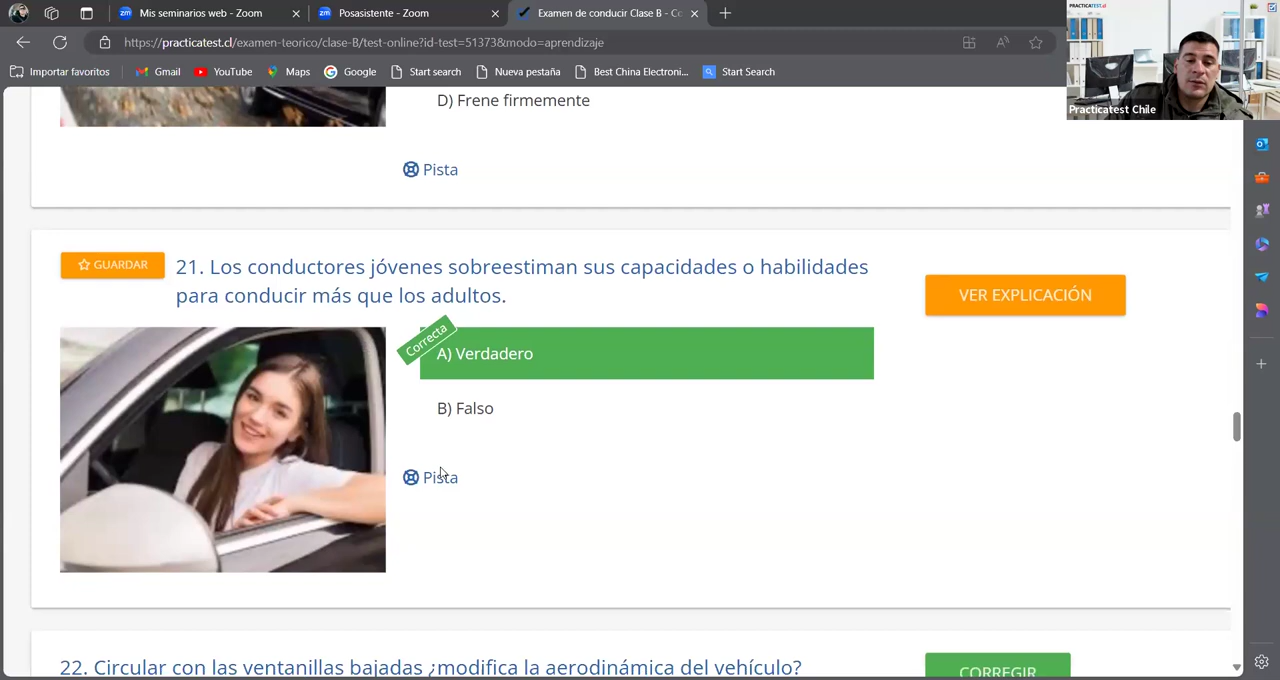 Mis seminarios web - Zoom
Posasistente - Zoom
Examen de conducir Clase B - Co
https://practicatest.cl/examen-teorico/clase-B/test-online?id-test=51373&modo=aprendizaje
Importar favoritos
Gmail
YouTube
Maps
Google
Start search
Nueva pestaña
Best China Electroni...
Start Search
PRACTICATEST.cl
Practicatest Chile
D) Frene firmemente
Pista
GUARDAR
21. Los conductores jóvenes sobreestiman sus capacidades o habilidades
para conducir más que los adultos.
VER EXPLICACIÓN
Correcta
A) Verdadero
B) Falso
Pista
22. Circular con las ventanillas bajadas ¿modifica la aerodinámica del vehículo?
CORREGIR